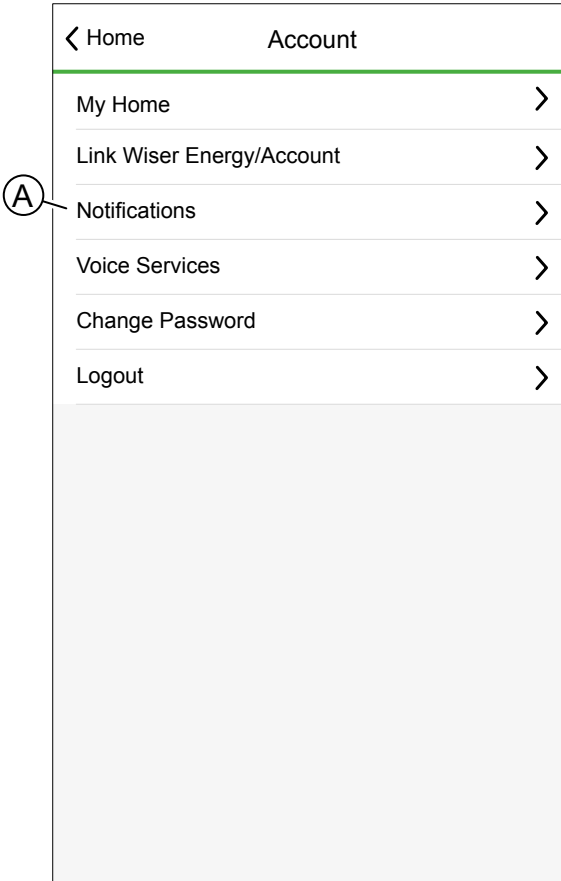 Home Account
My Home
Link Wiser Energy/Account
A Notifications
Voice Services
Change Password
Logout